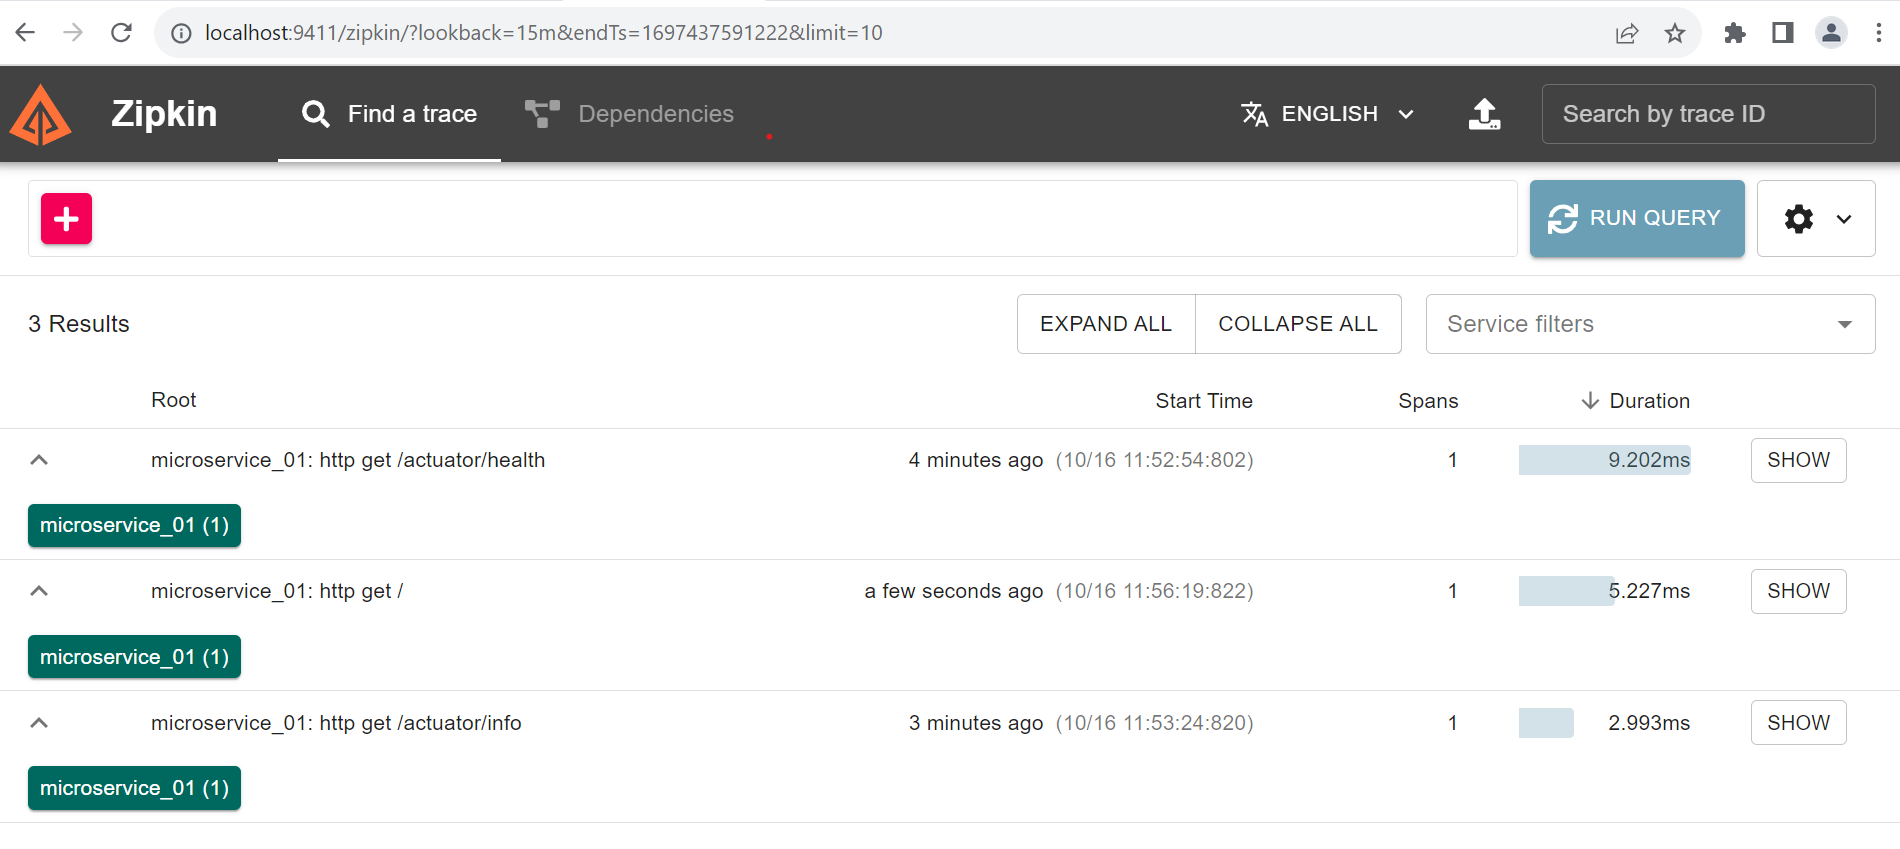 localhost:9411/zipkin/?lookback=15m&endTs=1697437591222&limit=10
Zipkin Find a trace Dependencies ENGLISH Search by trace ID
RUN QUERY
3 Results EXPAND ALL COLLAPSE ALL Service filters
Root Start Time Spans Duration
microservice_01: http get /actuator/health 4 minutes ago (10/16 11:52:54:802) 1 9.202ms SHOW
microservice_01 (1)
microservice_01: http get / a few seconds ago (10/16 11:56:19:822) 1 5.227ms SHOW
microservice_01 (1)
microservice_01: http get /actuator/info 3 minutes ago (10/16 11:53:24:820) 1 2.993ms SHOW
microservice_01 (1)